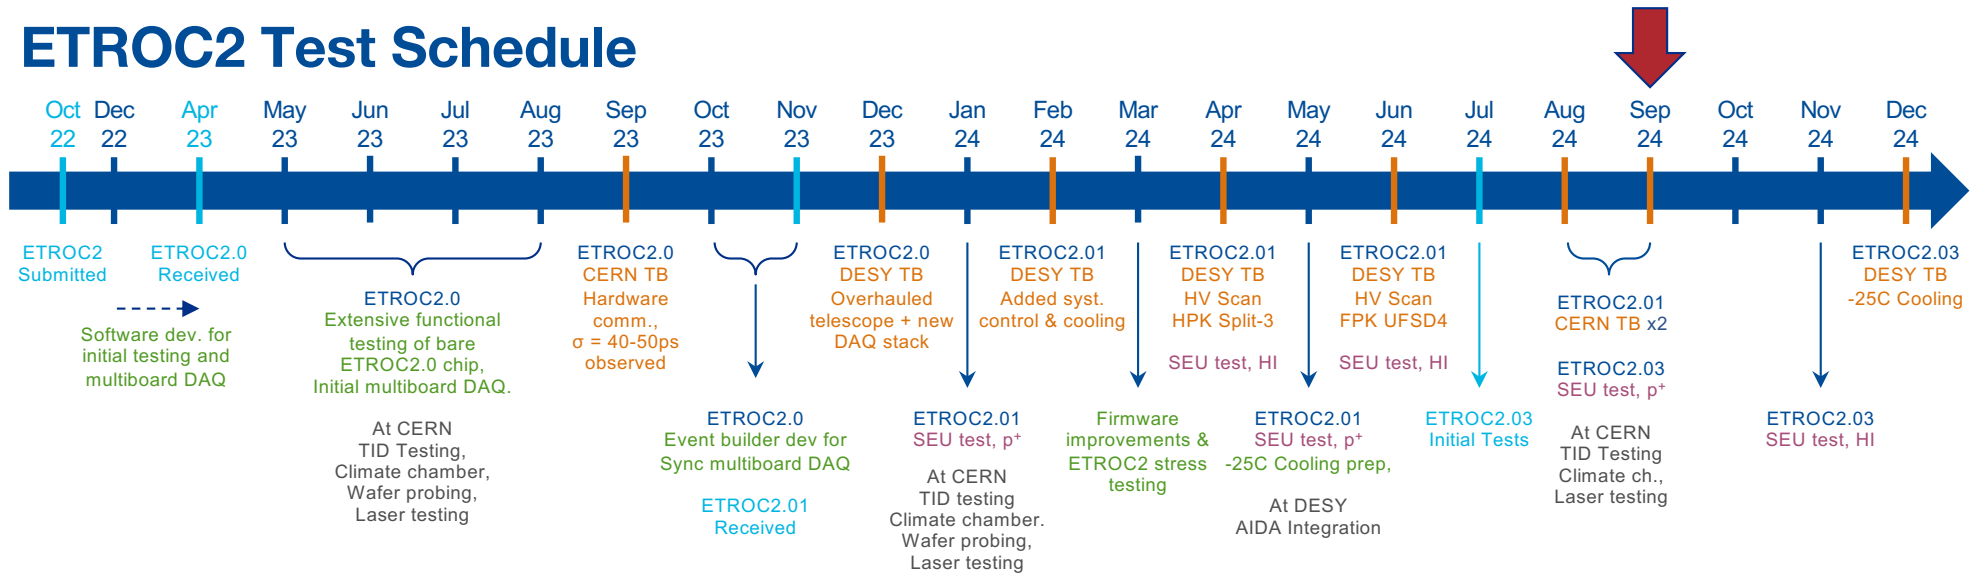 ETROC2 Test Schedule
Oct 22
Dec 22
Apr 23
May 23
Jun 23
Jul 23
Aug 23
Sep 23
Oct 23
Nov 23
Dec 23
Jan 24
Feb 24
Mar 24
Apr 24
May 24
Jun 24
Jul 24
Aug 24
Sep 24
Oct 24
Nov 24
Dec 24
ETROC2
Submitted
ETROC2.0
Received
Software dev. for
initial testing and
multiboard DAQ
ETROC2.0
Extensive functional
testing of bare
ETROC2.0 chip,
Initial multiboard DAQ.
At CERN
TID Testing,
Climate chamber,
Wafer probing,
Laser testing
ETROC2.0
CERN TB
Hardware
comm.,
σ = 40-50ps
observed
ETROC2.0
Event builder dev for
Sync multiboard DAQ
ETROC2.01
Received
ETROC2.0
DESY TB
Overhauled
telescope + new
DAQ stack
ETROC2.01
SEU test, p⁺
At CERN
TID testing
Climate chamber.
Wafer probing,
Laser testing
ETROC2.01
DESY TB
Added syst.
control & cooling
Firmware
improvements &
ETROC2 stress
testing
ETROC2.01
DESY TB
HV Scan
HPK Split-3
SEU test, HI
ETROC2.01
SEU test, p⁺
-25C Cooling prep,
At DESY
AIDA Integration
ETROC2.01
DESY TB
HV Scan
FPK UFSD4
SEU test, HI
ETROC2.03
Initial Tests
ETROC2.01
CERN TB x2
ETROC2.03
SEU test, p⁺
At CERN
TID Testing
Climate ch.,
Laser testing
ETROC2.03
SEU test, HI
ETROC2.03
DESY TB
-25C Cooling